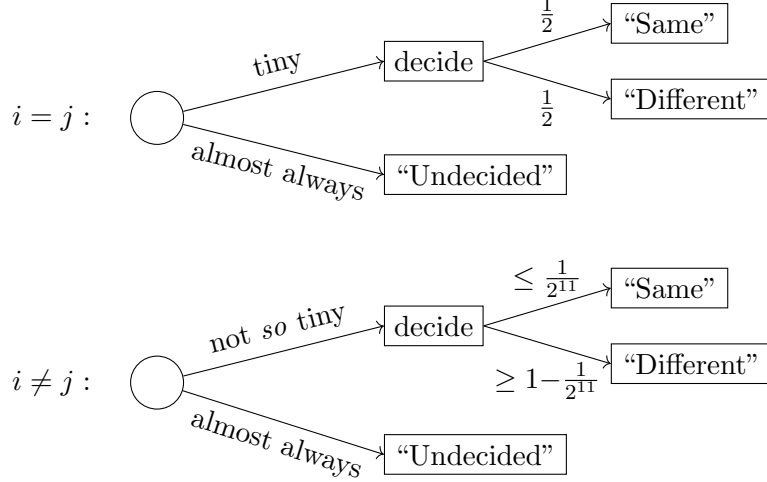 1/2
“Same”
tiny
decide
i = j :
1/2
“Different”
almost always
“Undecided”
≤ 1/2^11
“Same”
not so tiny
decide
i ≠ j :
≥ 1−1/2^11
“Different”
almost always
“Undecided”